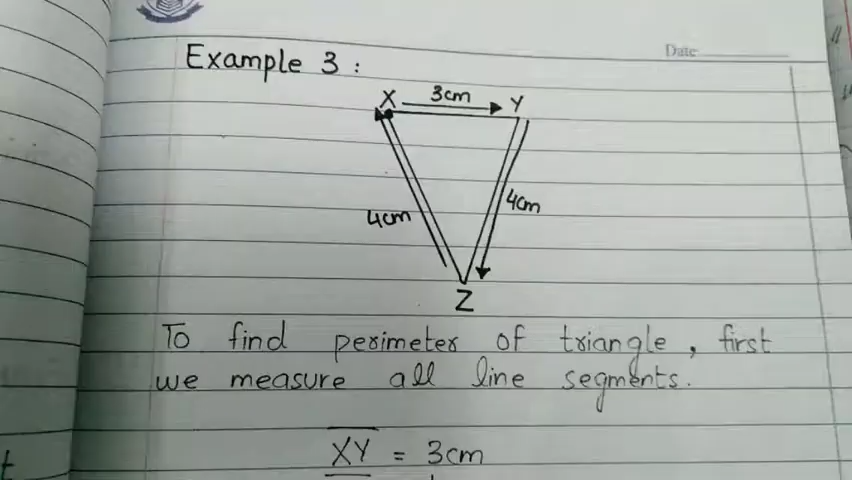 Date
Example 3 :
X 3cm Y
4cm 4cm
Z
To find perimeter of triangle , first
we measure all line segments.
XY = 3cm